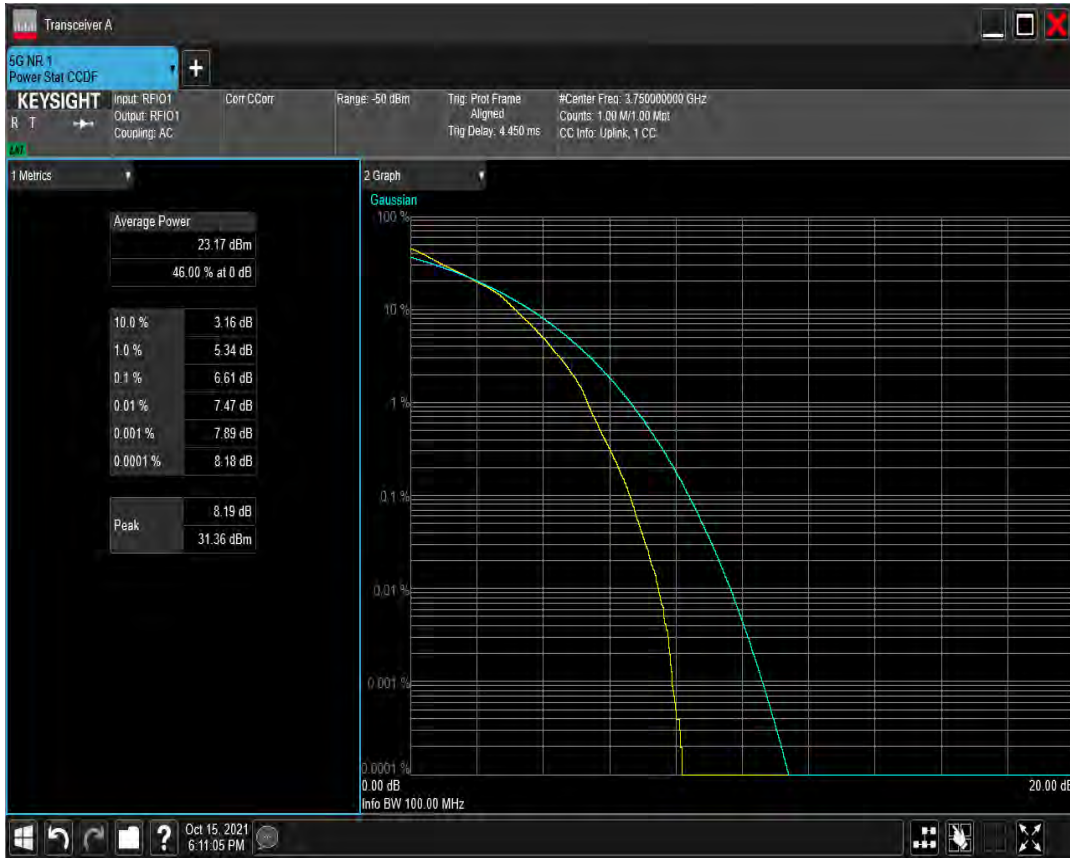 Transceiver A
5G NR 1
Power Stat CCDF
+
KEYSIGHT
R T
LXI
Input: RFIO1
Output: RFIO1
Coupling: AC
Corr CCorr
Range: -50 dBm
Trig: Prot Frame
Aligned
Trig Delay: 4.450 ms
#Center Freq: 3.750000000 GHz
Counts: 1.00 M/1.00 Mpt
CC Info: Uplink, 1 CC
1 Metrics
Average Power
23.17 dBm
46.00 % at 0 dB
10.0 % 3.16 dB
1.0 % 5.34 dB
0.1 % 6.61 dB
0.01 % 7.47 dB
0.001 % 7.89 dB
0.0001 % 8.18 dB
Peak 8.19 dB
31.36 dBm
2 Graph
Gaussian
100 %
10 %
1 %
0.1 %
0.01 %
0.001 %
0.0001 %
0.00 dB 20.00 dB
Info BW 100.00 MHz
? Oct 15, 2021
6:11:05 PM